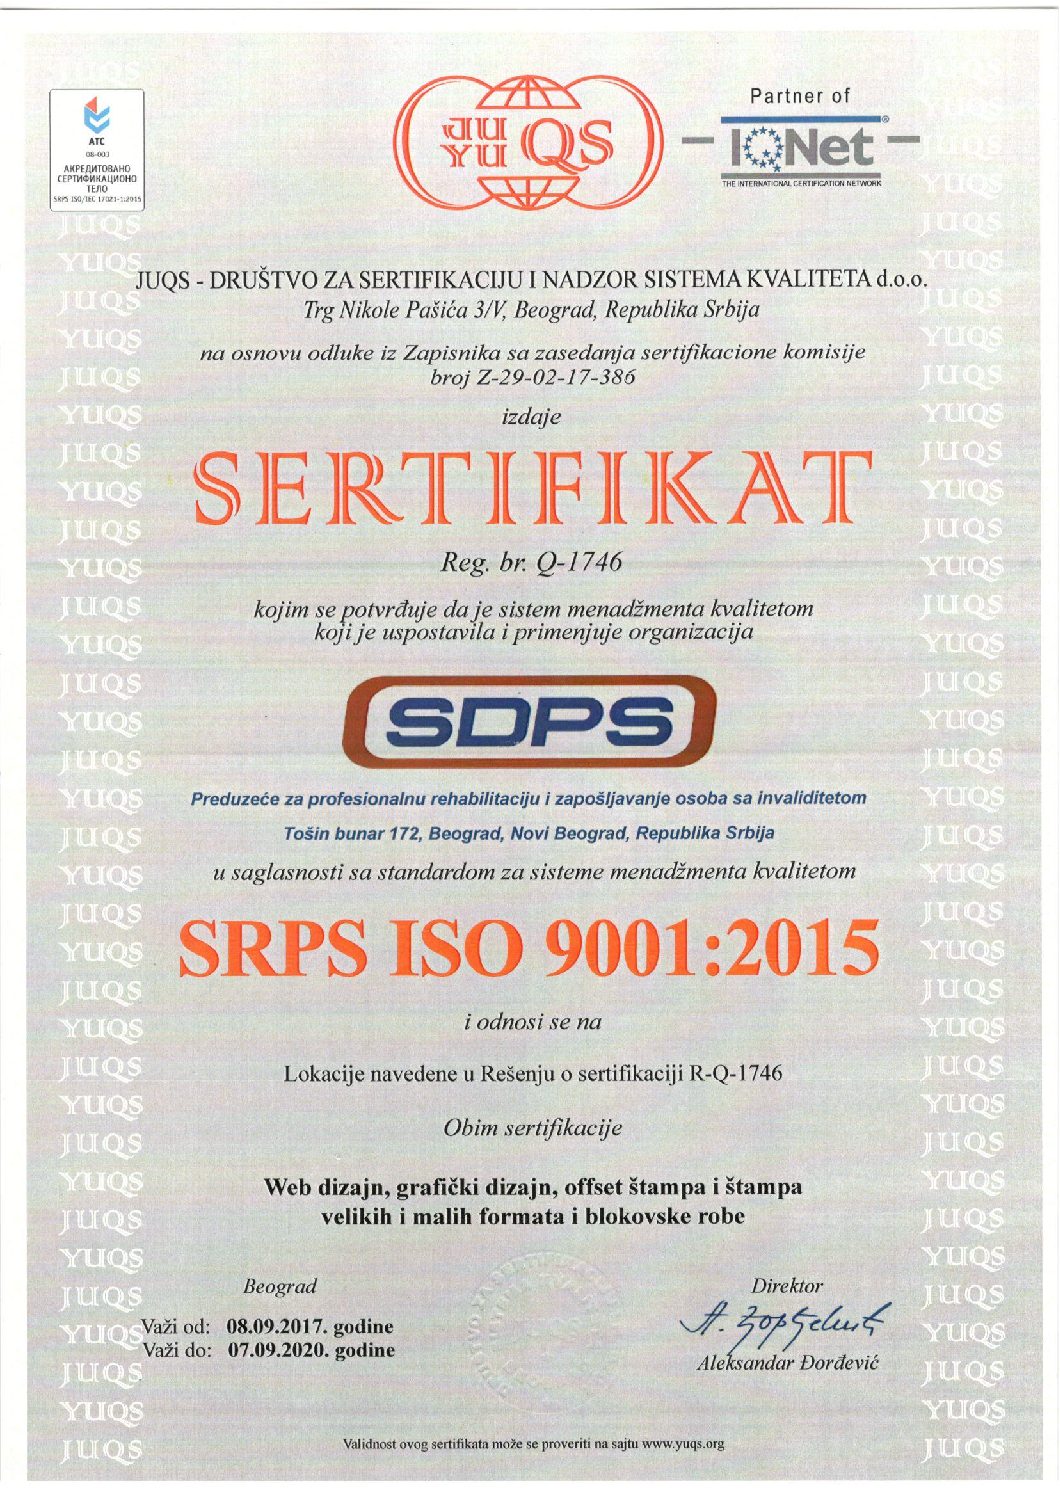 ATC
08-003
АКРЕДИТОВАНО
СЕРТИФИКАЦИОНО
ТЕЛО
SRPS ISO/IEC 17021-1:2015
JU QS
YU
Partner of
IQNet
THE INTERNATIONAL CERTIFICATION NETWORK
JUQS - DRUŠTVO ZA SERTIFIKACIJU I NADZOR SISTEMA KVALITETA d.o.o.
Trg Nikole Pašića 3/V, Beograd, Republika Srbija
na osnovu odluke iz Zapisnika sa zasedanja sertifikacione komisije
broj Z-29-02-17-386
izdaje
SERTIFIKAT
Reg. br. Q-1746
kojim se potvrđuje da je sistem menadžmenta kvalitetom
koji je uspostavila i primenjuje organizacija
SDPS
Preduzeće za profesionalnu rehabilitaciju i zapošljavanje osoba sa invaliditetom
Tošin bunar 172, Beograd, Novi Beograd, Republika Srbija
u saglasnosti sa standardom za sisteme menadžmenta kvalitetom
SRPS ISO 9001:2015
i odnosi se na
Lokacije navedene u Rešenju o sertifikaciji R-Q-1746
Obim sertifikacije
Web dizajn, grafički dizajn, offset štampa i štampa
velikih i malih formata i blokovske robe
Beograd
Važi od: 08.09.2017. godine
Važi do: 07.09.2020. godine
Direktor
Aleksandar Đorđević
Validnost ovog sertifikata može se proveriti na sajtu www.yuqs.org